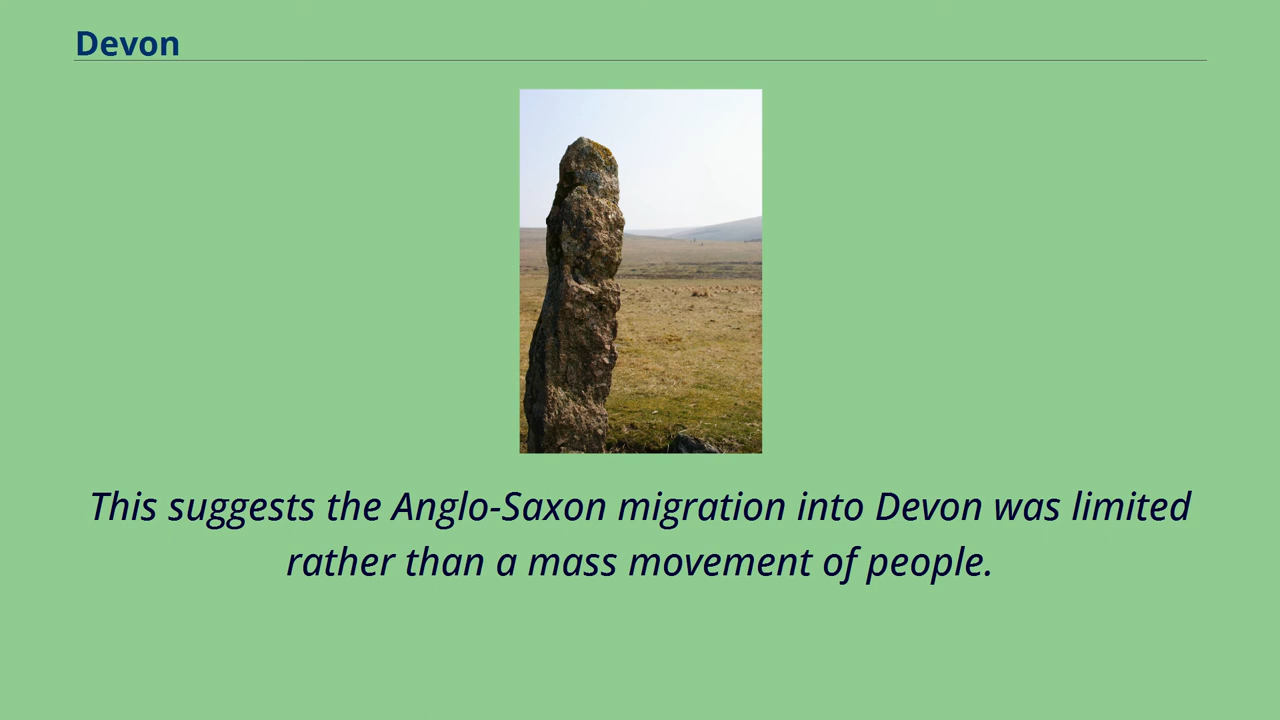 Devon
This suggests the Anglo-Saxon migration into Devon was limited
rather than a mass movement of people.